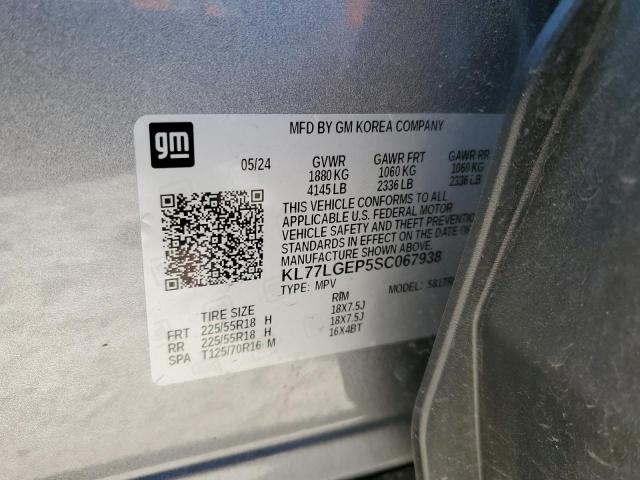 gm
MFD BY GM KOREA COMPANY
05/24 GVWR GAWR FRT GAWR RR
1880 KG 1060 KG 1060 KG
4145 LB 2336 LB 2336 LB
THIS VEHICLE CONFORMS TO ALL
APPLICABLE U.S. FEDERAL MOTOR
VEHICLE SAFETY AND THEFT PREVENTION
STANDARDS IN EFFECT ON THE DATE OF
MANUFACTURE SHOWN ABOVE.
KL77LGEP5SC067938
TYPE: MPV MODEL:
TIRE SIZE RIM
FRT 225/55R18 H 18X7.5J
RR 225/55R18 H 18X7.5J
SPA T125/70R16 M 16X4BT